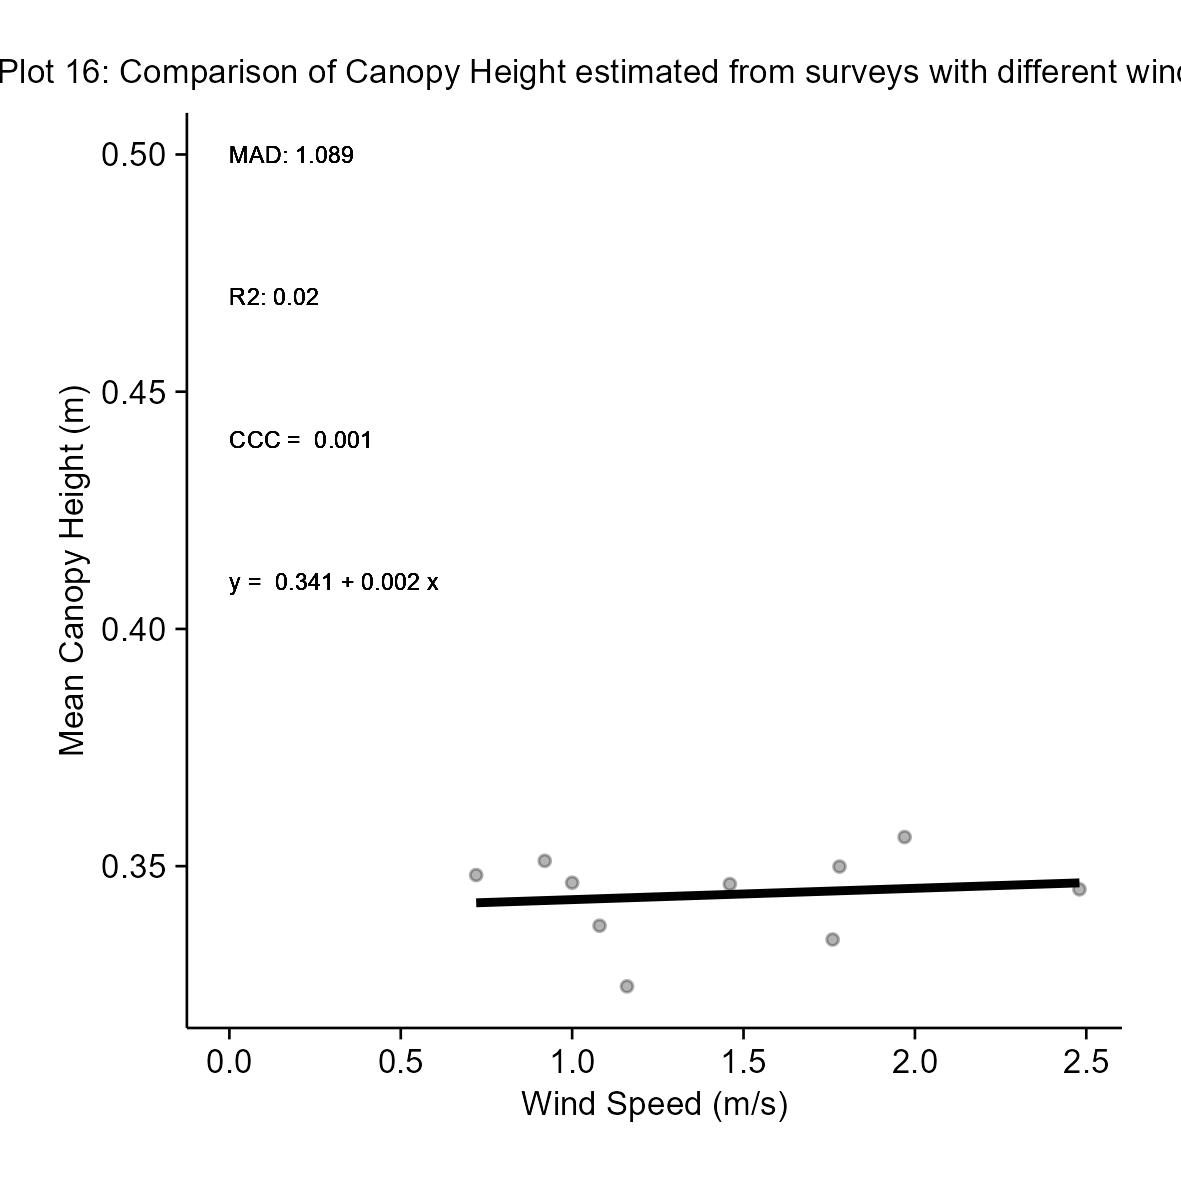 Plot 16: Comparison of Canopy Height estimated from surveys with different
0.50
MAD: 1.089
R2: 0.02
0.45
CCC =  0.001
y =  0.341 + 0.002 x
0.40
0.35
Mean Canopy Height (m)
0.0 0.5 1.0 1.5 2.0 2.5
Wind Speed (m/s)